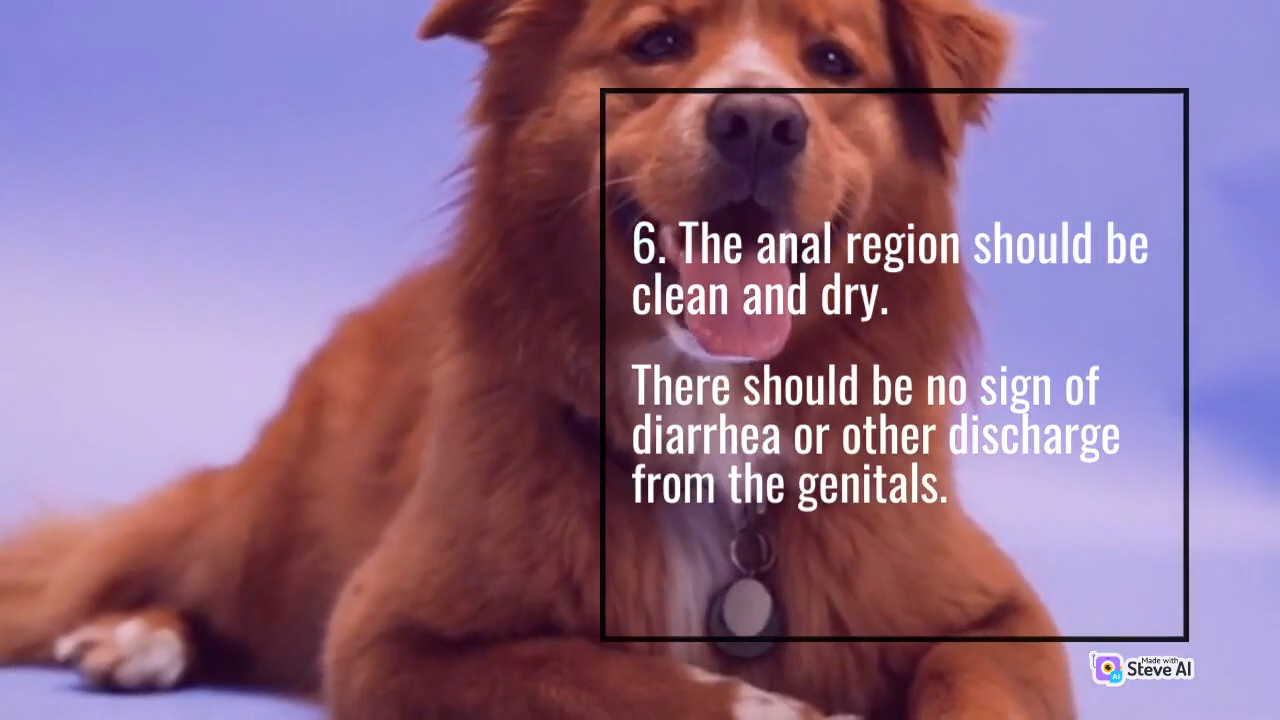 6. The anal region should be
clean and dry.
There should be no sign of
diarrhea or other discharge
from the genitals.
Made with
Steve AI
AI